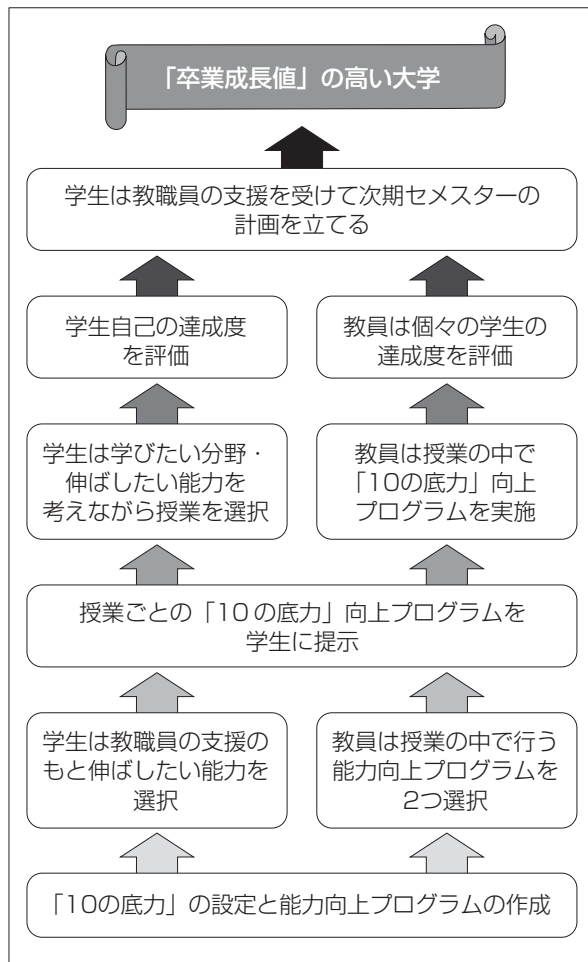 「卒業成長値」の高い大学
学生は教職員の支援を受けて次期セメスターの
計画を立てる
学生自己の達成度
を評価
教員は個々の学生の
達成度を評価
学生は学びたい分野・
伸ばしたい能力を
考えながら授業を選択
教員は授業の中で
「10の底力」向上
プログラムを実施
授業ごとの「10の底力」向上プログラムを
学生に提示
学生は教職員の支援の
もと伸ばしたい能力を
選択
教員は授業の中で行う
能力向上プログラムを
2つ選択
「10の底力」の設定と能力向上プログラムの作成